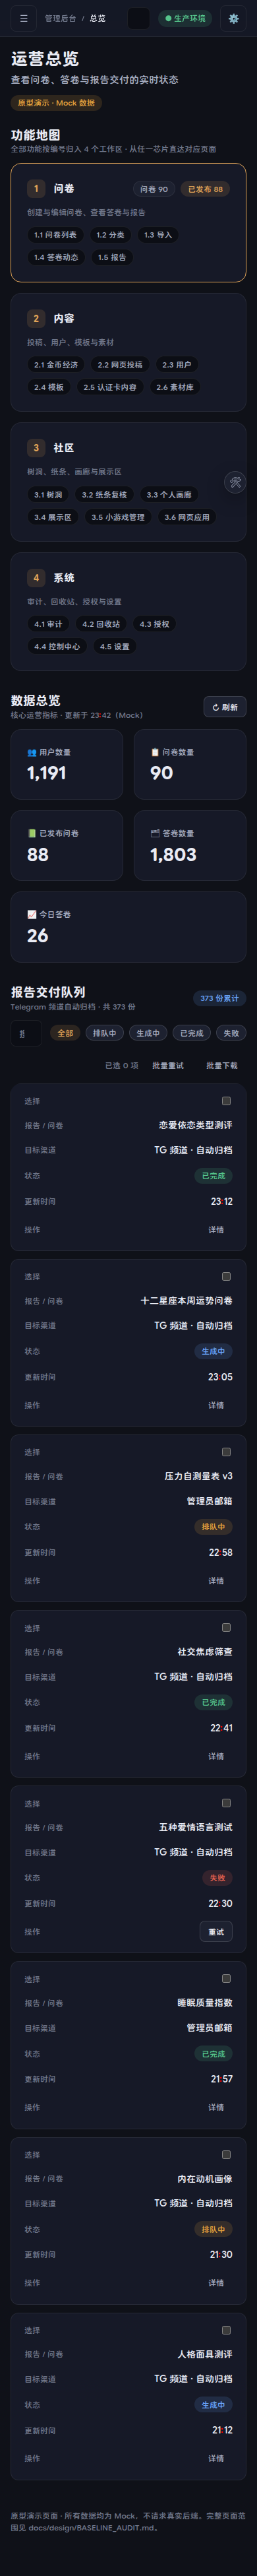 管理后台 / 总览
生产环境
运营总览
查看问卷、答卷与报告交付的实时状态
原型演示 · Mock 数据
功能地图
全部功能按编号归入 4 个工作区 · 从任一芯片直达对应页面
1 问卷 问卷 90 已发布 88
创建与编辑问卷，查看答卷与报告
1.1 问卷列表 1.2 分类 1.3 导入
1.4 答卷动态 1.5 报告
2 内容
投稿、用户、模板与素材
2.1 金币经济 2.2 网页投稿 2.3 用户
2.4 模板 2.5 认证卡内容 2.6 素材库
3 社区
树洞、纸条、画廊与展示区
3.1 树洞 3.2 纸条复核 3.3 个人画廊
3.4 展示区 3.5 小游戏管理 3.6 网页应用
4 系统
审计、回收站、授权与设置
4.1 审计 4.2 回收站 4.3 授权
4.4 控制中心 4.5 设置
数据总览
核心运营指标 · 更新于 23:42（Mock）
刷新
用户数量 问卷数量
1,191 90
已发布问卷 答卷数量
88 1,803
今日答卷
26
报告交付队列
Telegram 频道自动归档 · 共 373 份
373 份累计
全部 排队中 生成中 已完成 失败
已选 0 项 批量重试 批量下载
选择
报告 / 问卷 恋爱依恋类型测评
目标渠道 TG 频道 · 自动归档
状态 已完成
更新时间 23:12
操作 详情
选择
报告 / 问卷 十二星座本周运势问卷
目标渠道 TG 频道 · 自动归档
状态 生成中
更新时间 23:05
操作 详情
选择
报告 / 问卷 压力自测量表 v3
目标渠道 管理员邮箱
状态 排队中
更新时间 22:58
操作 详情
选择
报告 / 问卷 社交焦虑筛查
目标渠道 TG 频道 · 自动归档
状态 已完成
更新时间 22:41
操作 详情
选择
报告 / 问卷 五种爱情语言测试
目标渠道 TG 频道 · 自动归档
状态 失败
更新时间 22:30
操作 重试
选择
报告 / 问卷 睡眠质量指数
目标渠道 管理员邮箱
状态 已完成
更新时间 21:57
操作 详情
选择
报告 / 问卷 内在动机画像
目标渠道 TG 频道 · 自动归档
状态 排队中
更新时间 21:30
操作 详情
选择
报告 / 问卷 人格面具测评
目标渠道 TG 频道 · 自动归档
状态 生成中
更新时间 21:12
操作 详情
原型演示页面 · 所有数据均为 Mock，不请求真实后端。完整页面范
围见 docs/design/BASELINE_AUDIT.md。